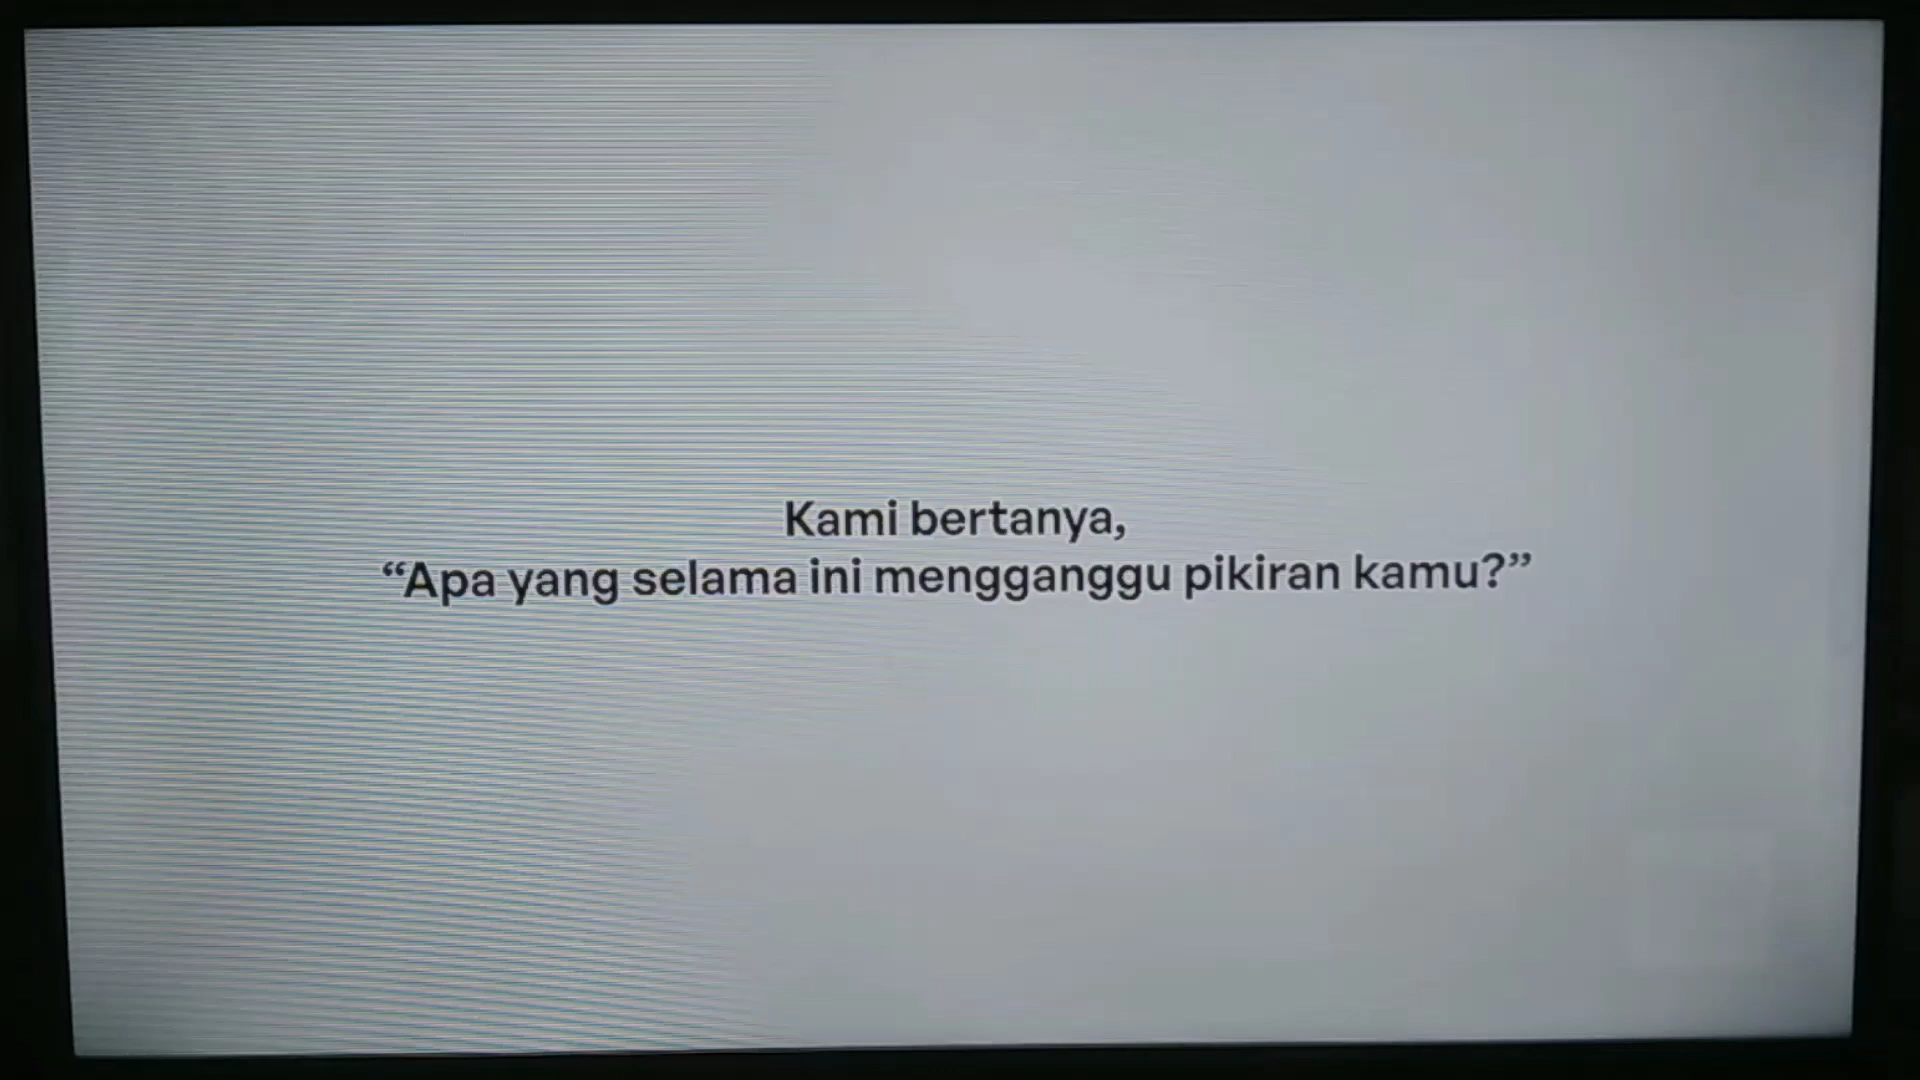 Kami bertanya,
“Apa yang selama ini mengganggu pikiran kamu?”